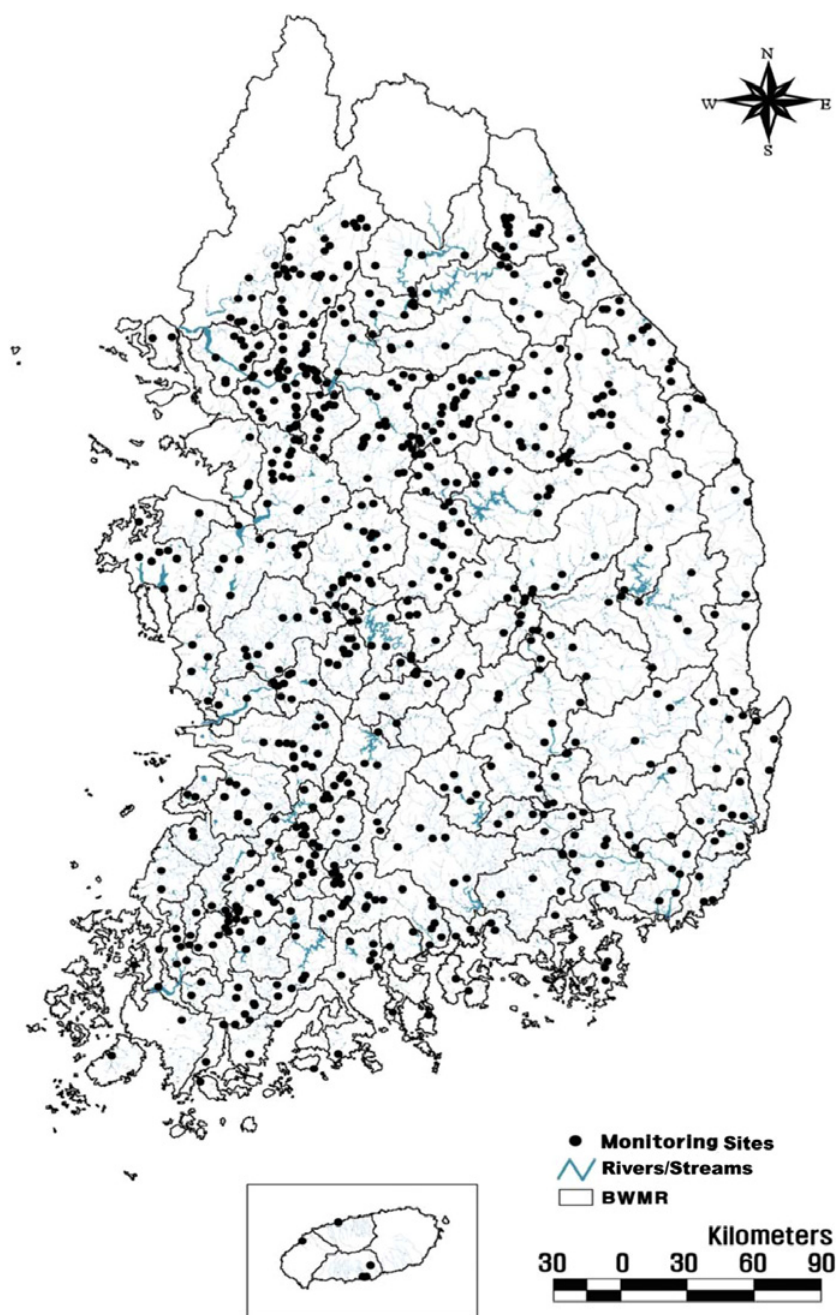 N
W E
S
Monitoring Sites
Rivers/Streams
BWMR
Kilometers
30 0 30 60 90